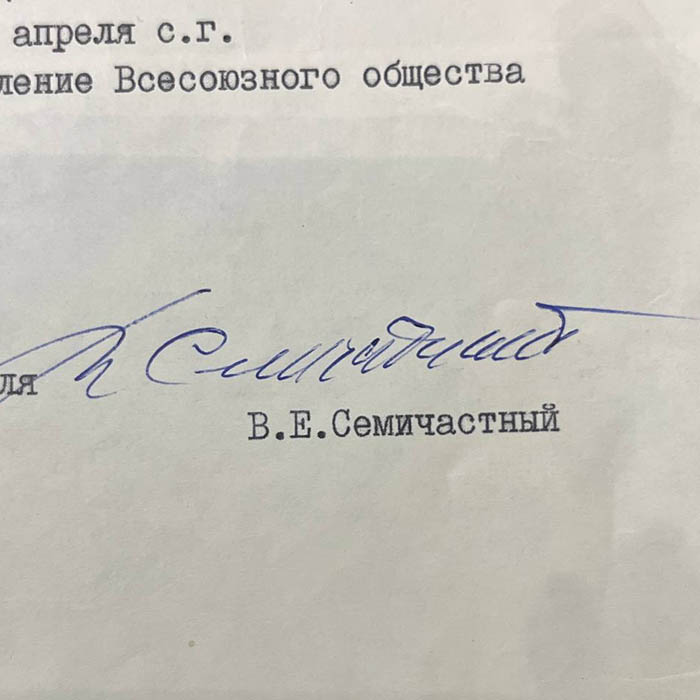 апреля с.г.
ление Всесоюзного общества
ля
В.Е.Семичастный